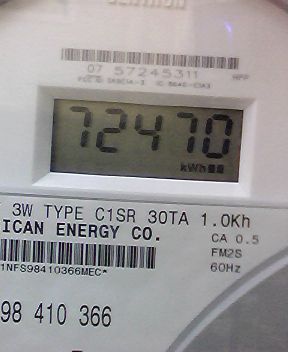 07 57245311 HPP
72470
kWh
3W TYPE C1SR 30TA 1.0Kh
ICAN ENERGY CO.
CA 0.5
FM2S
1NFS98410366MEC*
60Hz
98 410 366